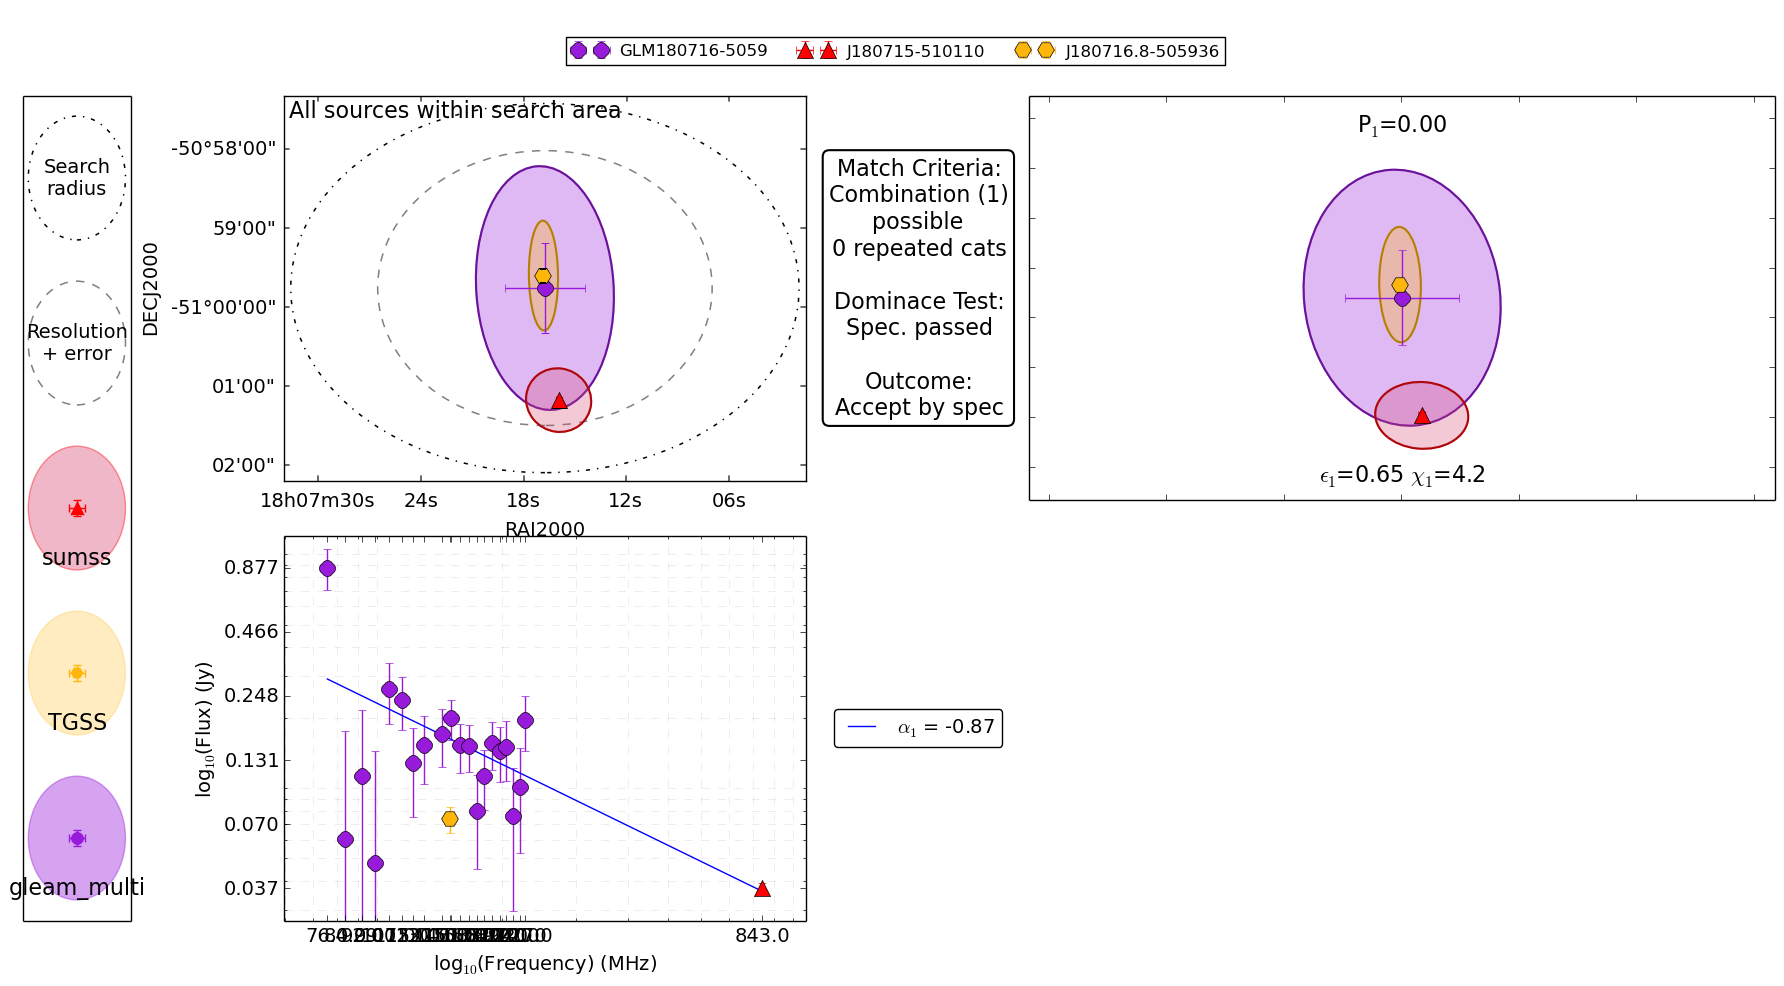 GLM180716-5059 J180715-510110 J180716.8-505936
Search
radius
Resolution
+ error
sumss
TGSS
gleam_multi
All sources within search area
DECJ2000
-50°58'00"
59'00"
-51°00'00"
01'00"
02'00"
18h07m30s 24s 18s 12s 06s
RAJ2000
Match Criteria:
Combination (1)
possible
0 repeated cats
Dominace Test:
Spec. passed
Outcome:
Accept by spec
P1=0.00
ϵ1=0.65 χ1=4.2
log10(Flux) (Jy)
0.877
0.466
0.248
0.131
0.070
0.037
843.0
log10(Frequency) (MHz)
α1 = -0.87